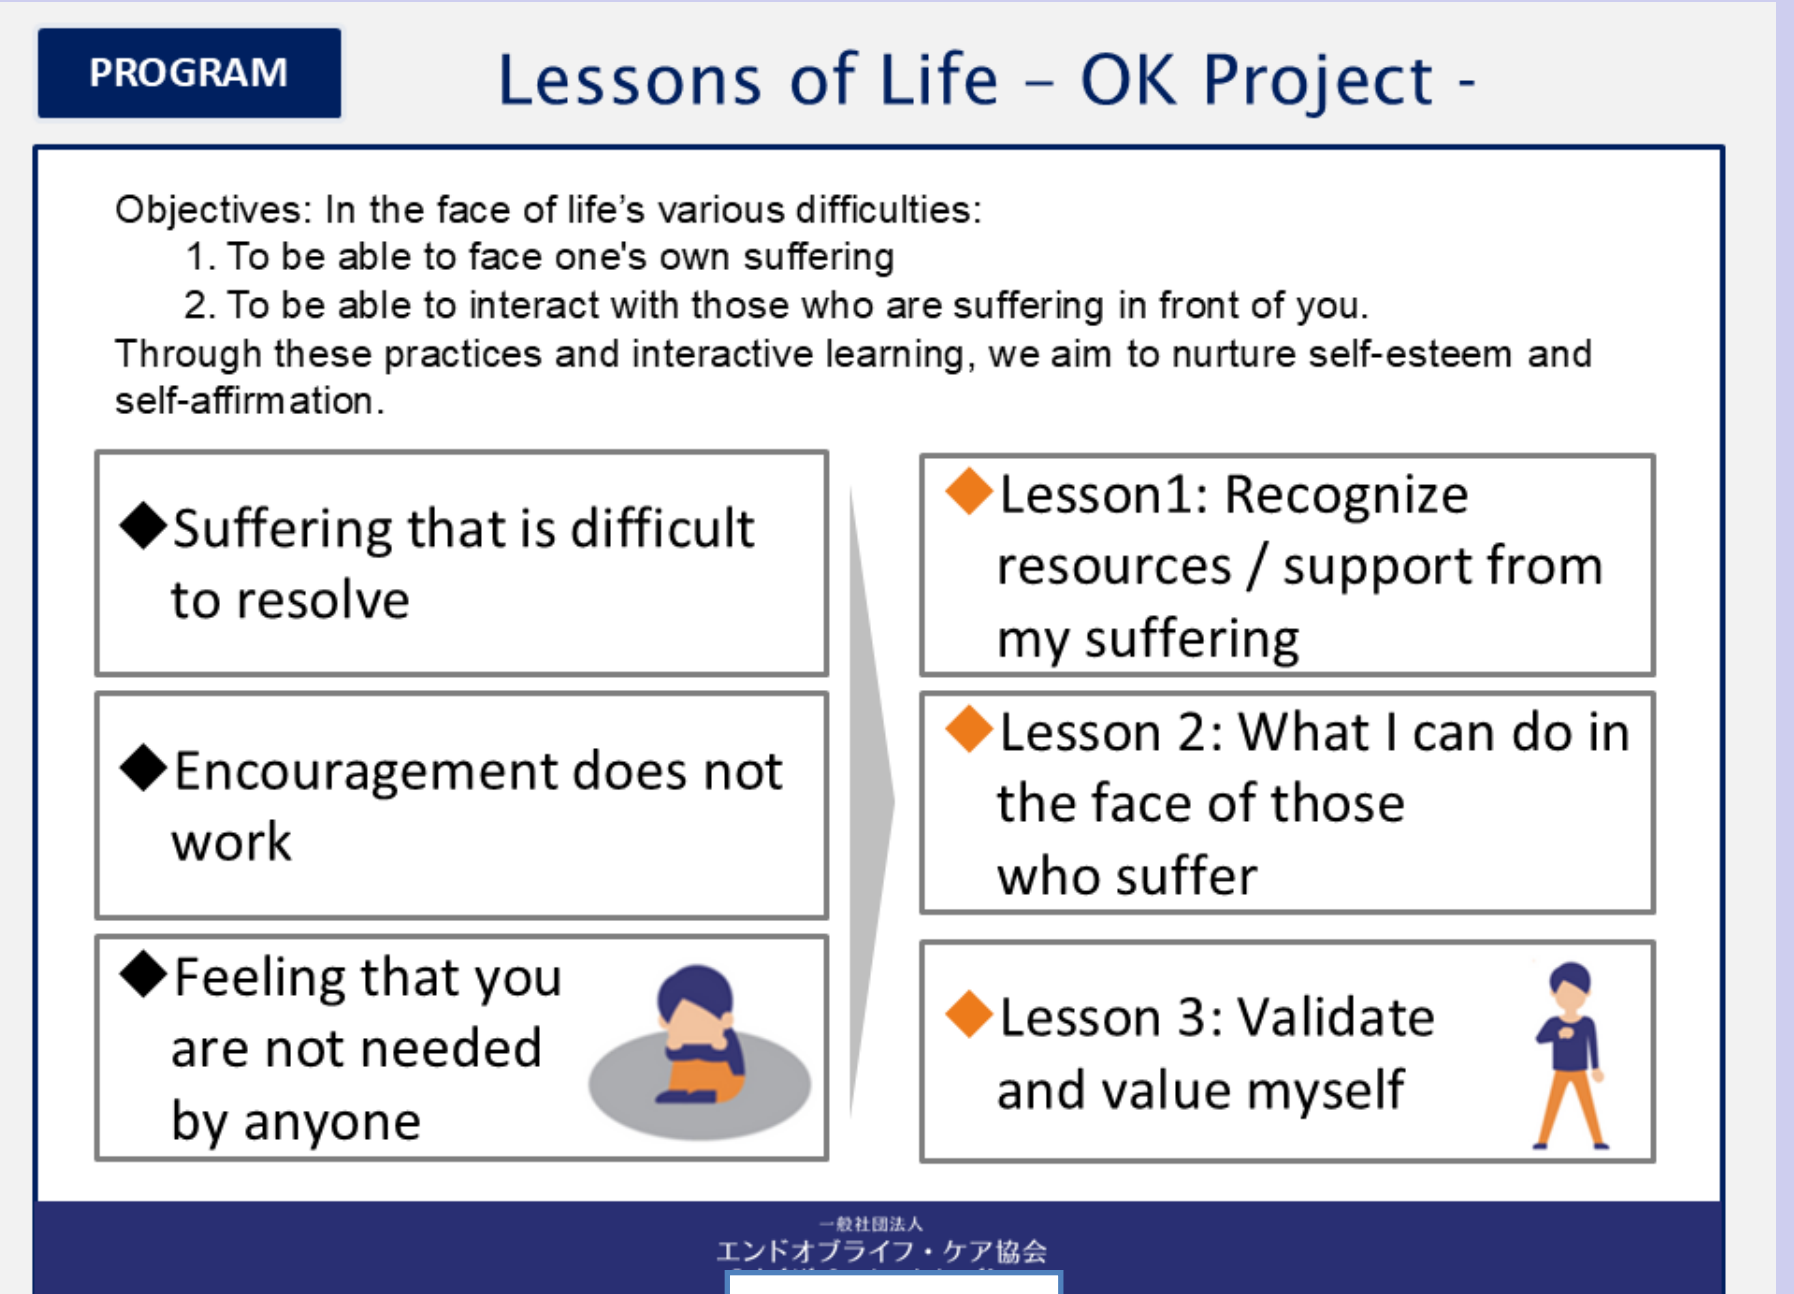 PROGRAM
Lessons of Life – OK Project -
Objectives: In the face of life’s various difficulties:
1. To be able to face one's own suffering
2. To be able to interact with those who are suffering in front of you.
Through these practices and interactive learning, we aim to nurture self-esteem and
self-affirmation.
◆Suffering that is difficult
to resolve
◆Encouragement does not
work
◆Feeling that you
are not needed
by anyone
◆Lesson1: Recognize
resources / support from
my suffering
◆Lesson 2: What I can do in
the face of those
who suffer
◆Lesson 3: Validate
and value myself
一般社団法人
エンドオブライフ・ケア協会